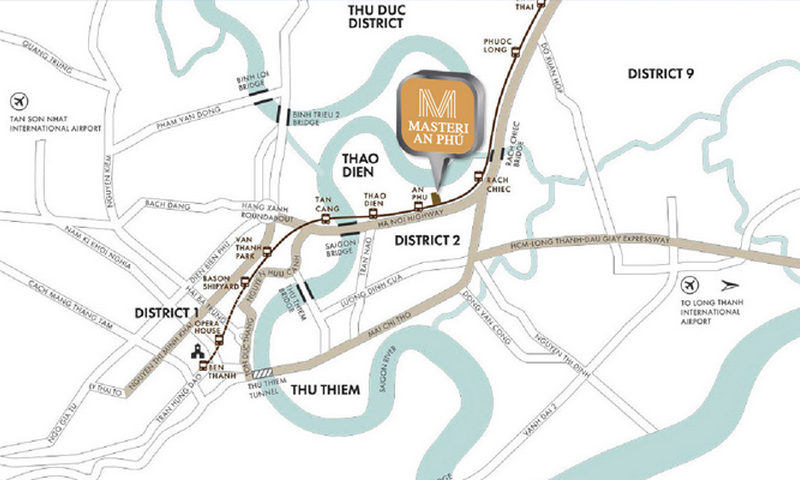 THU DUC
DISTRICT
THAI
PHUOC
LONG
DO XUAN HOP
DISTRICT 9
QUANG TRUNG
BINH LOI
BRIDGE
TAN SON NHAT
INTERNATIONAL AIRPORT
PHAM VAN DONG
BINH TRIEU 2
BRIDGE
M
MASTERI
AN PHÚ
RACH CHIEC
BRIDGE
NGUYEN KIEM
THAO
DIEN
RACH
CHIEC
BACH DANG
HANG XANH
ROUNDABOUT
TAN
CANG
THAO
DIEN
AN
PHU
HA NOI HIGHWAY
NAM KI KHOI NGHIA
DIEN BIEN PHU
VAN
THANH
PARK
SAIGON
BRIDGE
TRAN NAO
DISTRICT 2
HCM-LONG THANH-DAU GIAY EXPRESSWAY
CACH MANG THANG TAM
HAI BA TRUNG
BASON
SHIPYARD
NGUYEN HUU CANH
THU THIEM
BRIDGE
LUONG DINH CUA
TO LONG THANH
INTERNATIONAL
AIRPORT
DISTRICT 1
OPERA
HOUSE
NGUYEN THI MINH KHAI
TON DUC THANG
MAI CHI THO
DONG VAN CONG
NGUYEN THI DINH
BEN
THANH
LY THAI TO
TRAN HUNG DAO
THU THIEM
TUNNEL
THU THIEM
SAIGON RIVER
NGO GIA TU
VANH DAI 2